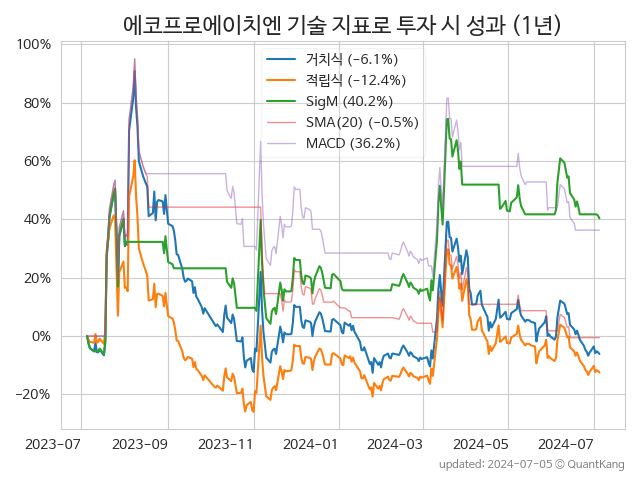 에코프로에이치엔 기술 지표로 투자 시 성과 (1년)
100%
80%
60%
40%
20%
0%
−20%
거치식 (−6.1%)
적립식 (−12.4%)
SigM (40.2%)
SMA(20) (−0.5%)
MACD (36.2%)
2023-07
2023-09
2023-11
2024-01
2024-03
2024-05
2024-07
updated: 2024-07-05 © QuantKang